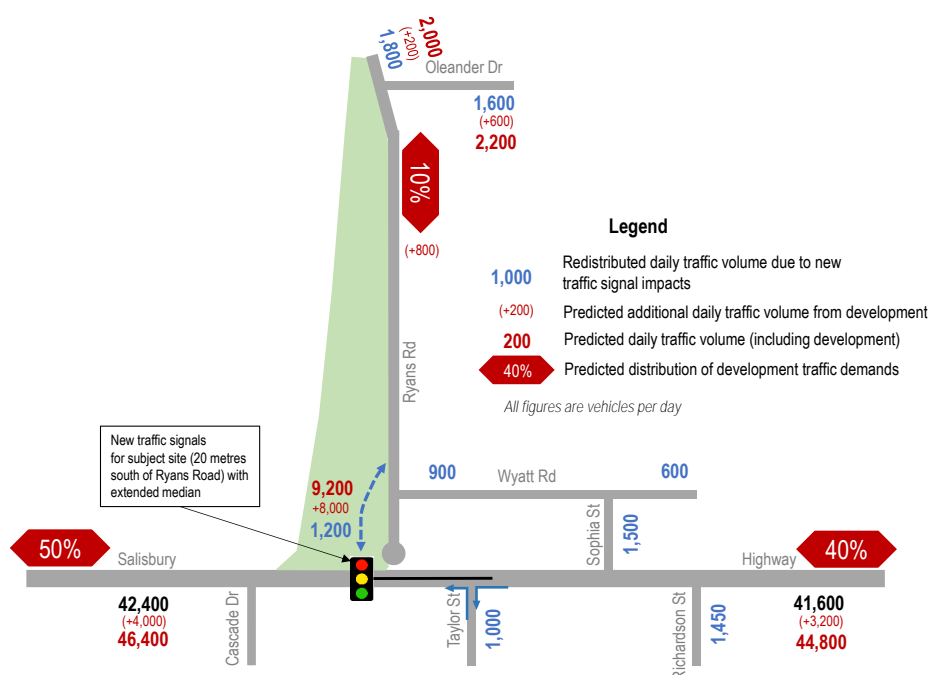 2,000
(+200)
1,800
Oleander Dr
1,600
(+600)
2,200
10%
(+800)
Ryans Rd
Legend
1,000
Redistributed daily traffic volume due to new
traffic signal impacts
(+200)
Predicted additional daily traffic volume from development
200
Predicted daily traffic volume (including development)
40%
Predicted distribution of development traffic demands
All figures are vehicles per day
New traffic signals
for subject site (20 metres
south of Ryans Road) with
extended median
9,200
+8,000
1,200
900
Wyatt Rd
600
Sophia St
1,500
50%
Salisbury
Highway
40%
42,400
(+4,000)
46,400
Cascade Dr
Taylor St
1,000
Richardson St
1,450
41,600
(+3,200)
44,800